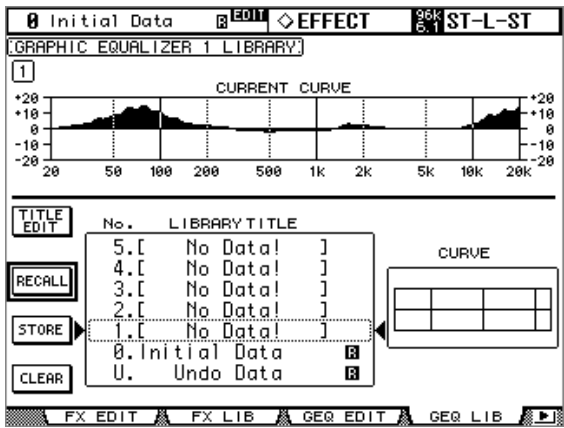 0 Initial Data R EDIT ◇EFFECT 96k 6.1 ST-L-ST
GRAPHIC EQUALIZER 1 LIBRARY
1
CURRENT CURVE
+20 +20
+10 +10
0 0
-10 -10
-20 -20
20 50 100 200 500 1k 2k 5k 10k 20k
TITLE EDIT
No. LIBRARY TITLE
CURVE
5.[ No Data! ]
4.[ No Data! ]
RECALL
3.[ No Data! ]
2.[ No Data! ]
STORE
1.[ No Data! ]
0.Initial Data R
CLEAR
U. Undo Data R
FX EDIT FX LIB GEQ EDIT GEQ LIB